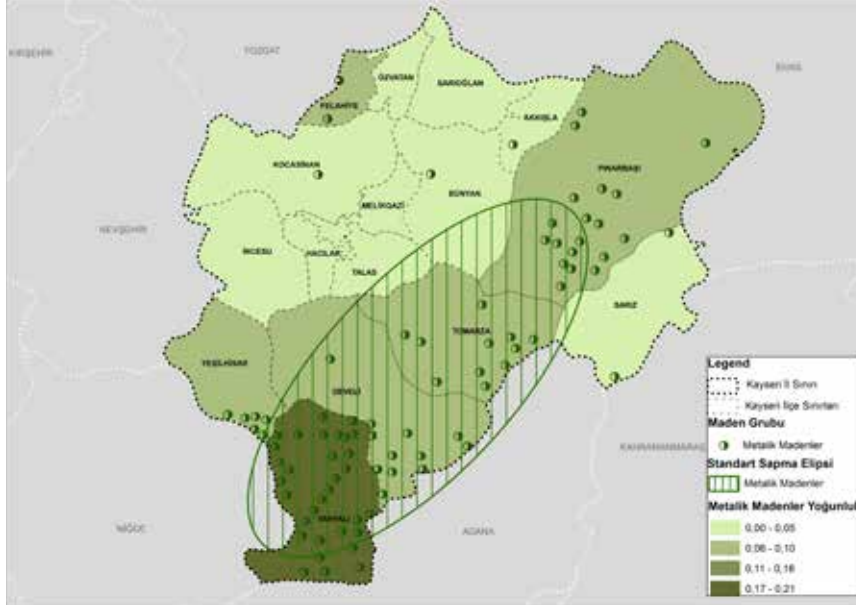 YOZGAT
KIRŞEHİR
SİVAS
ÖZVATAN
SARIOĞLAN
FELAHİYE
AKKIŞLA
KOCASİNAN
PINARBAŞI
BÜNYAN
MELİKGAZİ
NEVŞEHİR
İNCESU
HACILAR
TALAS
SARIZ
TOMARZA
YEŞİLHİSAR
DEVELİ
KAHRAMANMARAŞ
NİĞDE
YAHYALI
ADANA
Legend
Kayseri İl Sınırı
Kayseri İlçe Sınırları
Maden Grubu
Metalik Madenler
Standart Sapma Elipsi
Metalik Madenler
Metalik Madenler Yoğunluk
0,00 - 0,05
0,06 - 0,10
0,11 - 0,16
0,17 - 0,21